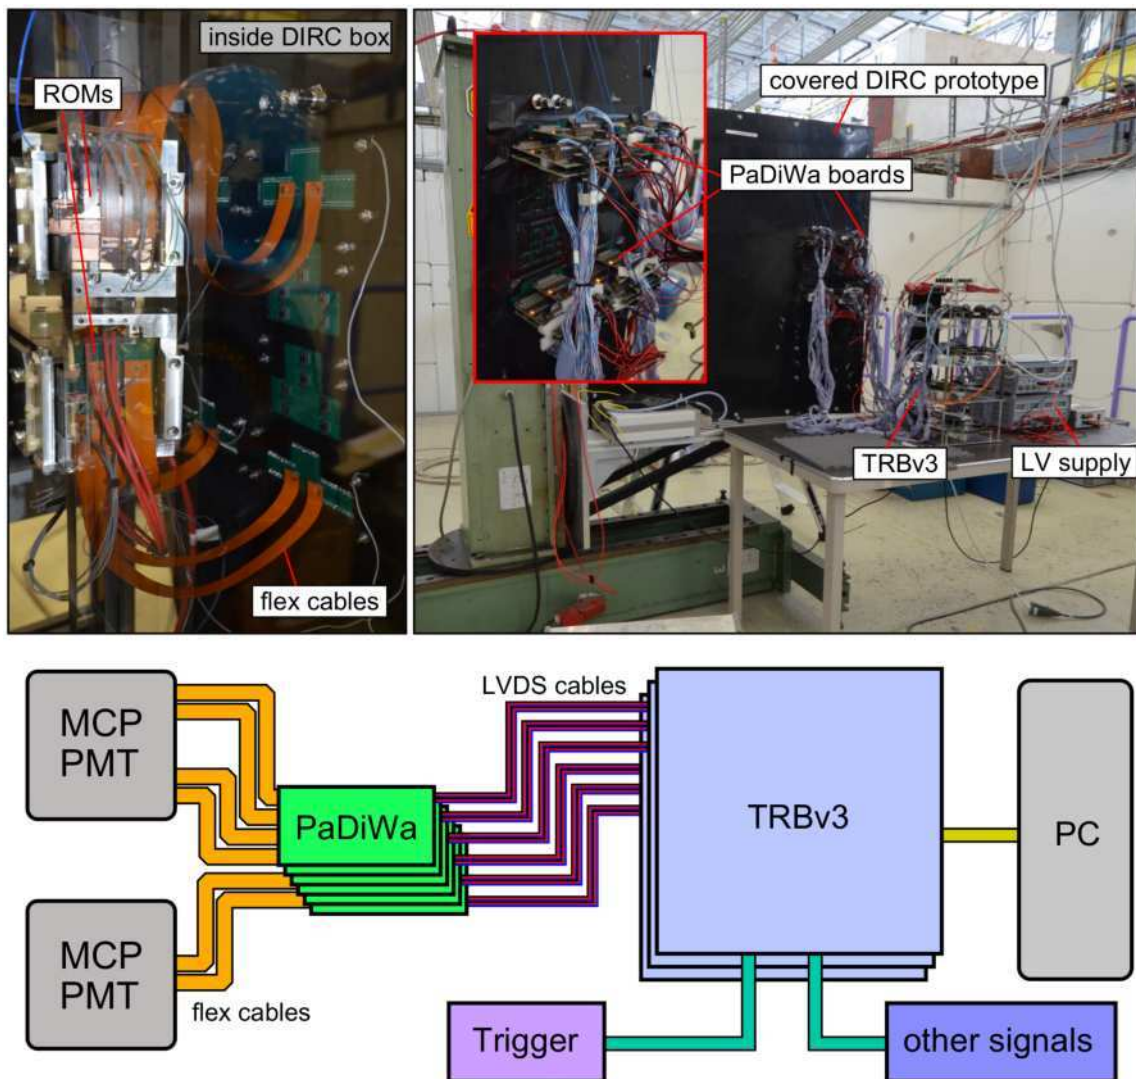 inside DIRC box
ROMs
flex cables
covered DIRC prototype
PaDiWa boards
TRBv3
LV supply
MCP
PMT
LVDS cables
PaDiWa
TRBv3
PC
MCP
PMT
flex cables
Trigger
other signals